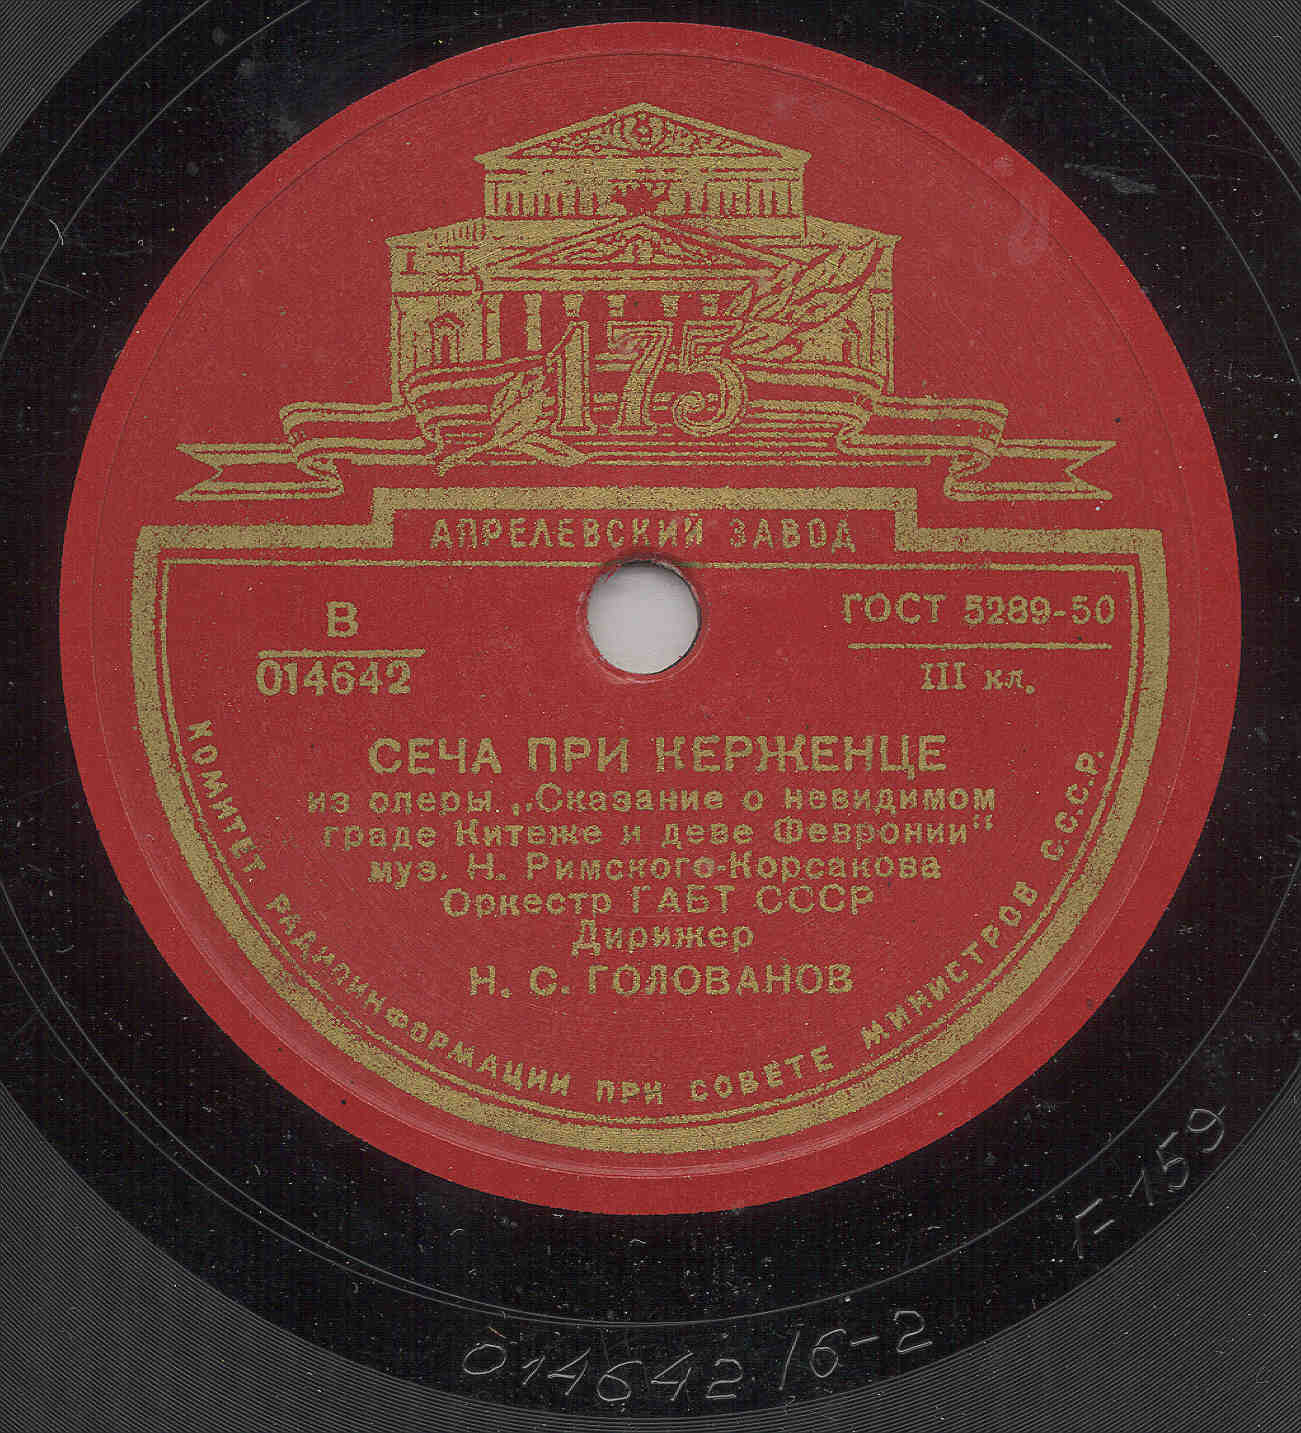 175
АПРЕЛЕВСКИЙ ЗАВОД
В
014642
ГОСТ 5289-50
III кл.
СЕЧА ПРИ КЕРЖЕНЦЕ
из оперы „Сказание о невидимом
граде Китеже и деве Февронии“
муз. Н. Римского-Корсакова
Оркестр ГАБТ СССР
Дирижер
Н. С. ГОЛОВАНОВ
КОМИТЕТ РАДИОИНФОРМАЦИИ ПРИ СОВЕТЕ МИНИСТРОВ С.С.С.Р.
014642 /6-2
159